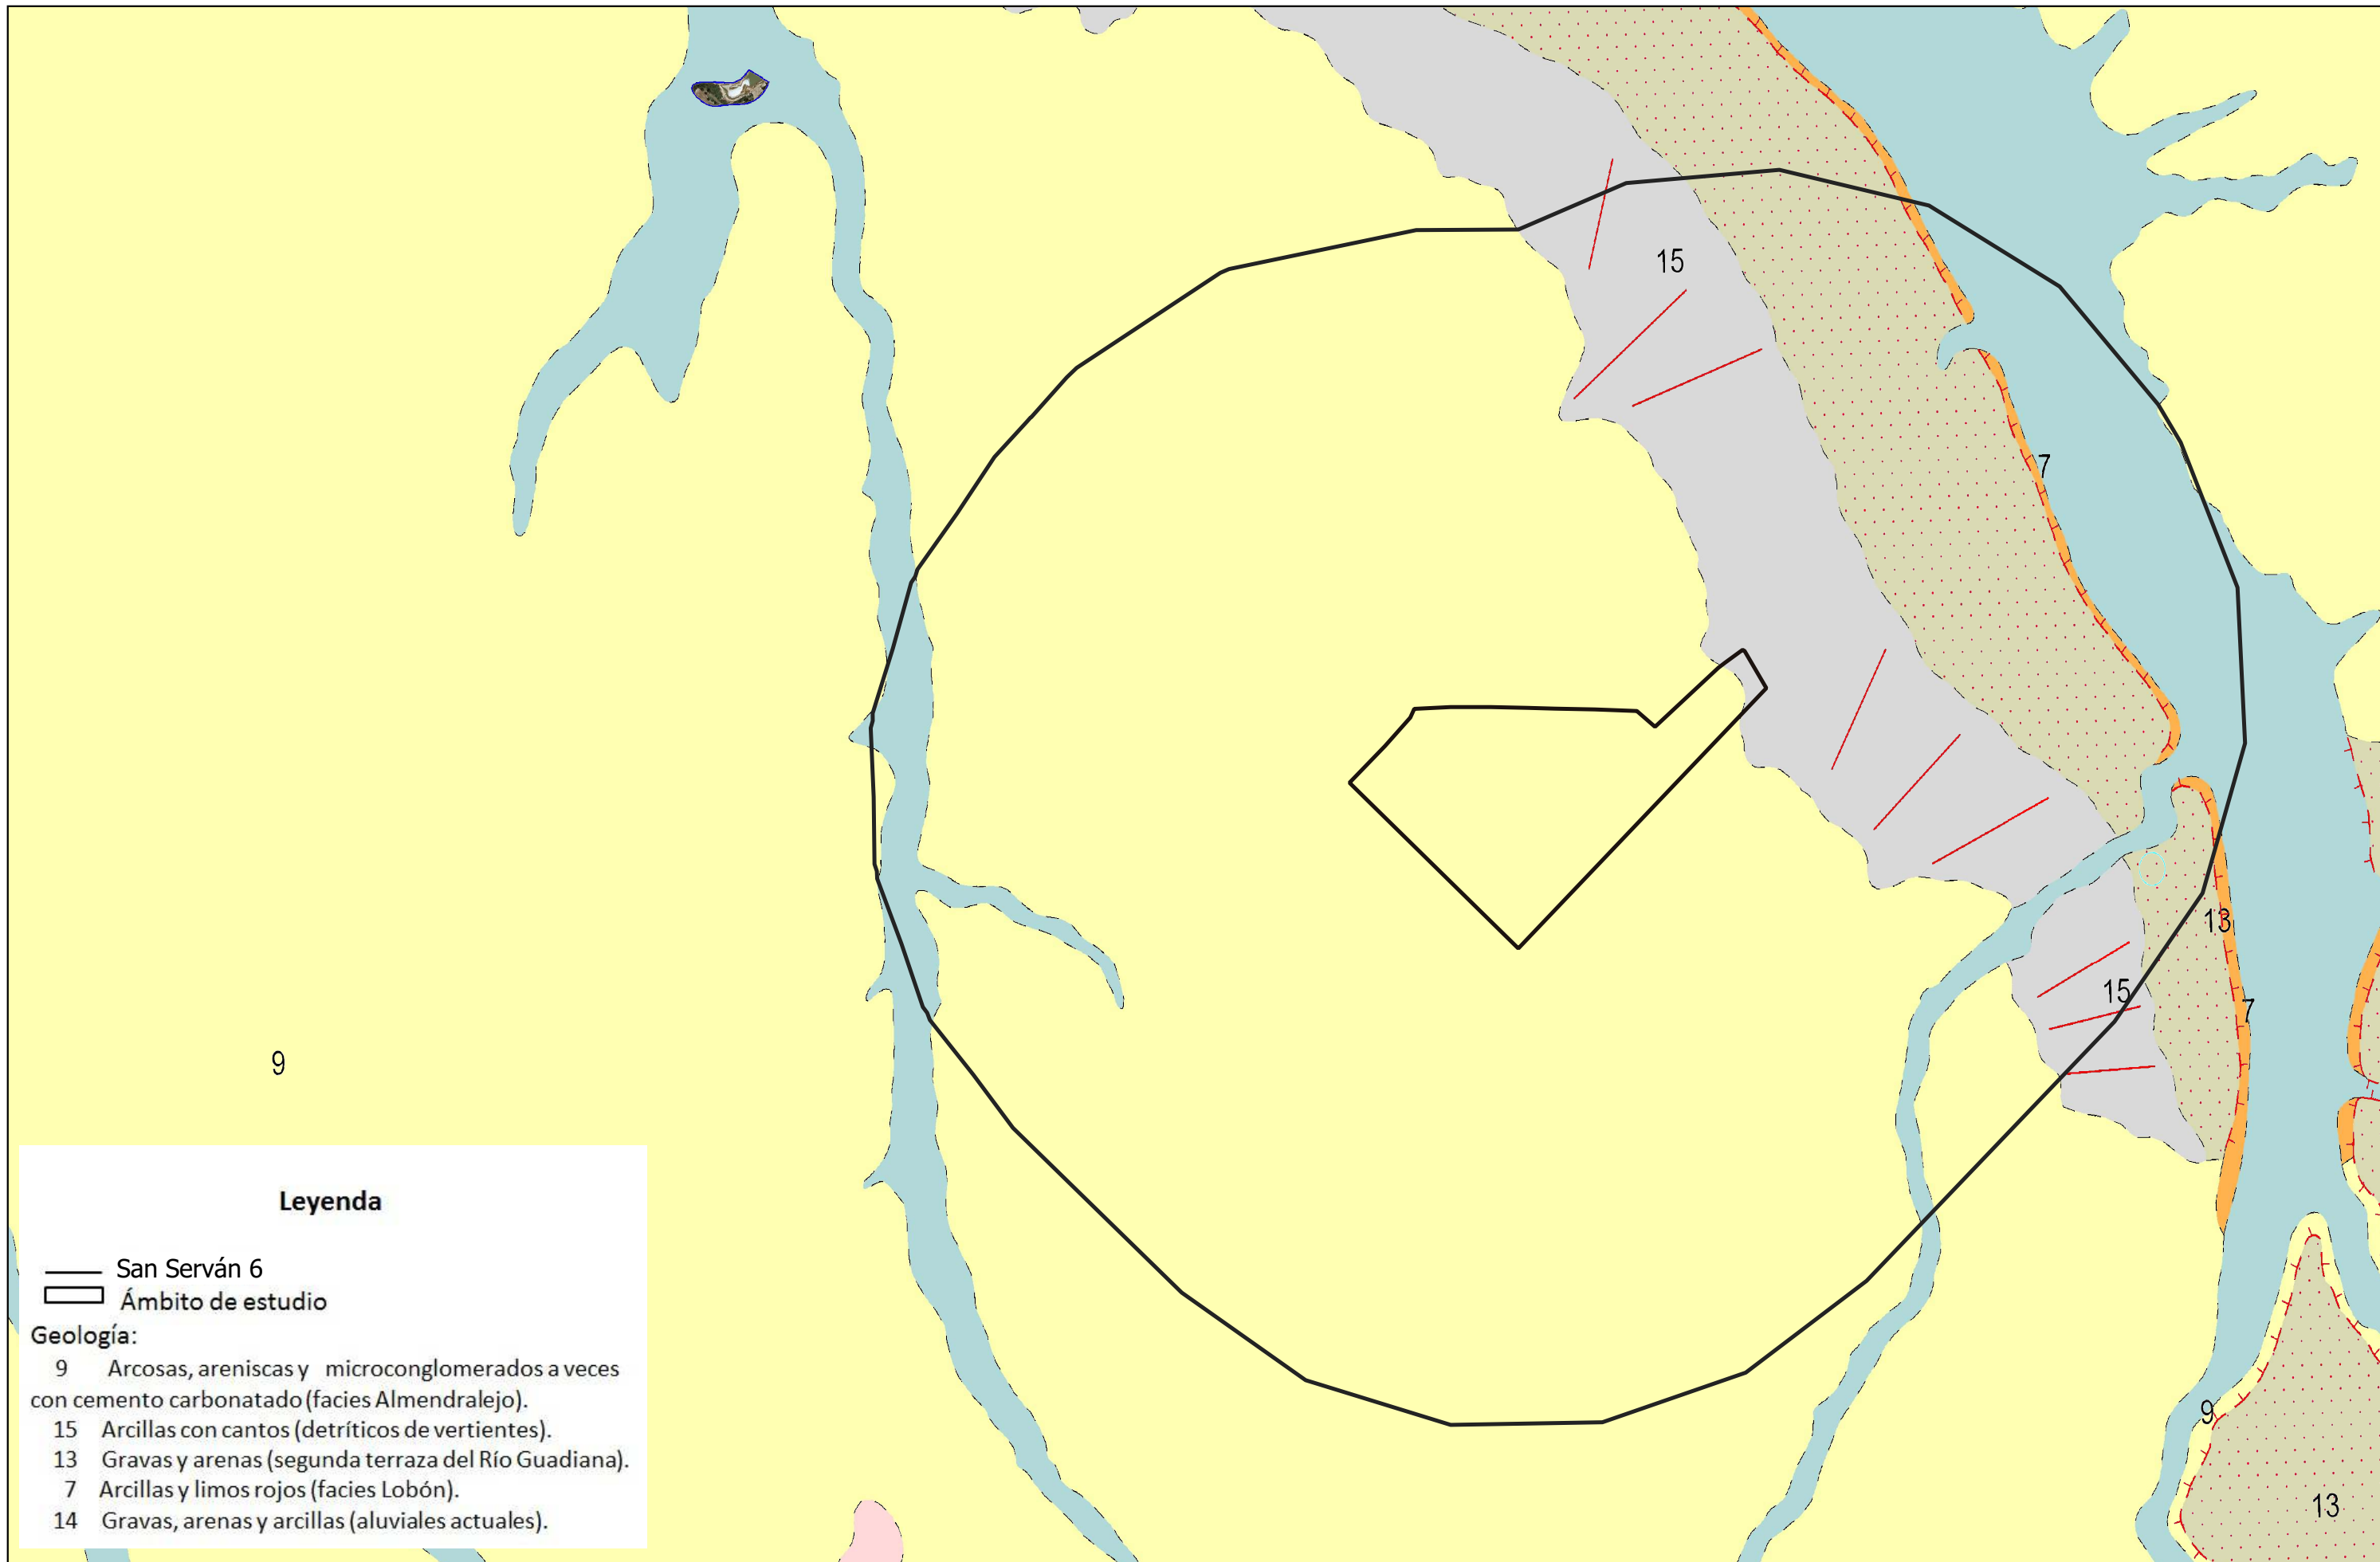 15
7
13
15
7
9
Leyenda
San Serván 6
Ámbito de estudio
Geología:
9 Arcosas, areniscas y microconglomerados a veces
con cemento carbonatado (facies Almendralejo).
15 Arcillas con cantos (detríticos de vertientes).
13 Gravas y arenas (segunda terraza del Río Guadiana).
7 Arcillas y limos rojos (facies Lobón).
14 Gravas, arenas y arcillas (aluviales actuales).
9
13